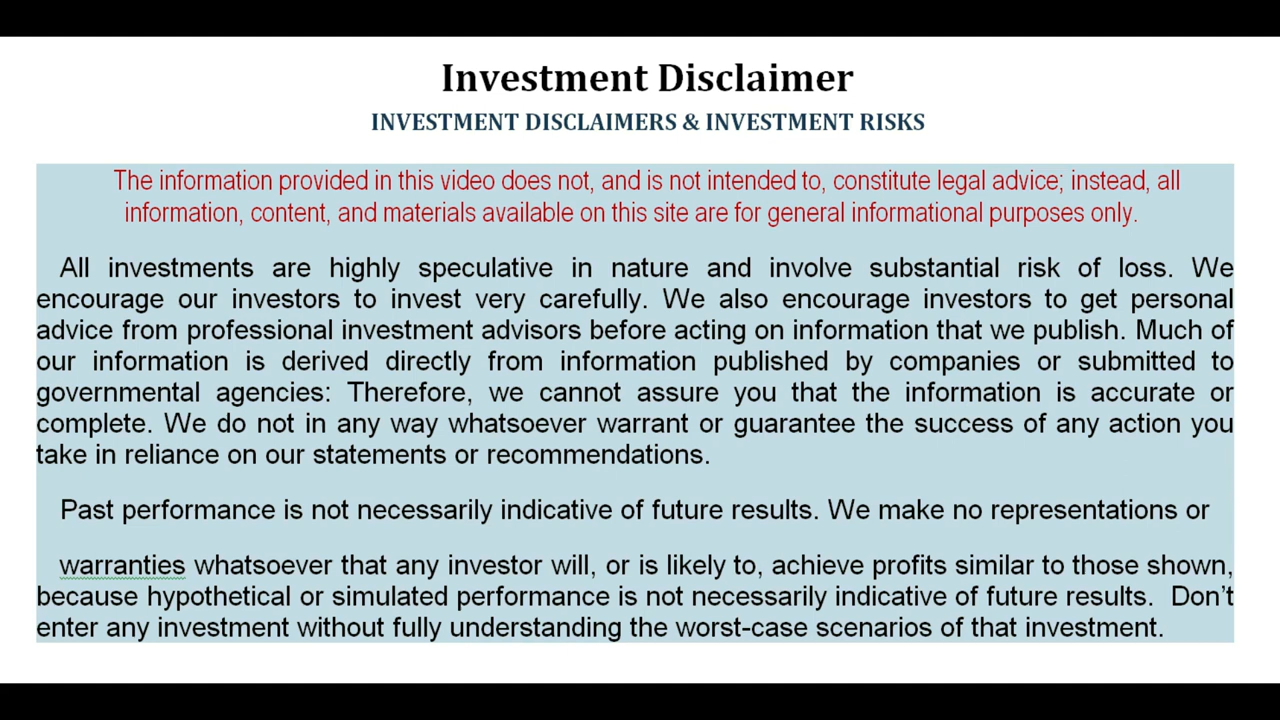 Investment Disclaimer
INVESTMENT DISCLAIMERS & INVESTMENT RISKS
The information provided in this video does not, and is not intended to, constitute legal advice; instead, all
information, content, and materials available on this site are for general informational purposes only.
All investments are highly speculative in nature and involve substantial risk of loss. We
encourage our investors to invest very carefully. We also encourage investors to get personal
advice from professional investment advisors before acting on information that we publish. Much of
our information is derived directly from information published by companies or submitted to
governmental agencies: Therefore, we cannot assure you that the information is accurate or
complete. We do not in any way whatsoever warrant or guarantee the success of any action you
take in reliance on our statements or recommendations.
Past performance is not necessarily indicative of future results. We make no representations or
warranties whatsoever that any investor will, or is likely to, achieve profits similar to those shown,
because hypothetical or simulated performance is not necessarily indicative of future results.  Don’t
enter any investment without fully understanding the worst-case scenarios of that investment.